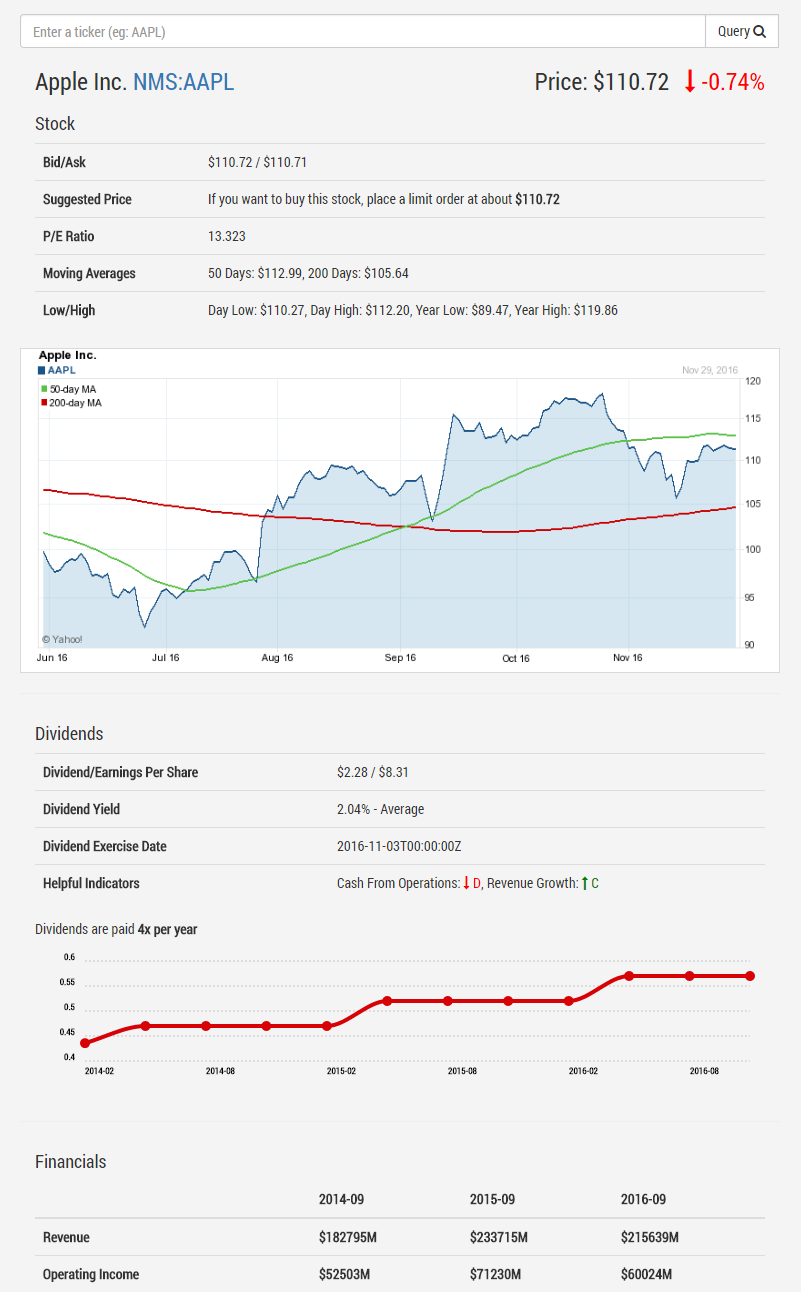 Enter a ticker (eg: AAPL)
Query
Apple Inc. NMS:AAPL
Price: $110.72 -0.74%
Stock
Bid/Ask $110.72 / $110.71
Suggested Price If you want to buy this stock, place a limit order at about $110.72
P/E Ratio 13.323
Moving Averages 50 Days: $112.99, 200 Days: $105.64
Low/High Day Low: $110.27, Day High: $112.20, Year Low: $89.47, Year High: $119.86
Apple Inc.
AAPL
Nov 29, 2016
50-day MA
200-day MA
120
115
110
105
100
95
90
© Yahoo!
Jun 16 Jul 16 Aug 16 Sep 16 Oct 16 Nov 16
Dividends
Dividend/Earnings Per Share $2.28 / $8.31
Dividend Yield 2.04% - Average
Dividend Exercise Date 2016-11-03T00:00:00Z
Helpful Indicators Cash From Operations: D, Revenue Growth: C
Dividends are paid 4x per year
0.6
0.55
0.5
0.45
0.4
2014-02 2014-08 2015-02 2015-08 2016-02 2016-08
Financials
2014-09 2015-09 2016-09
Revenue $182795M $233715M $215639M
Operating Income $52503M $71230M $60024M